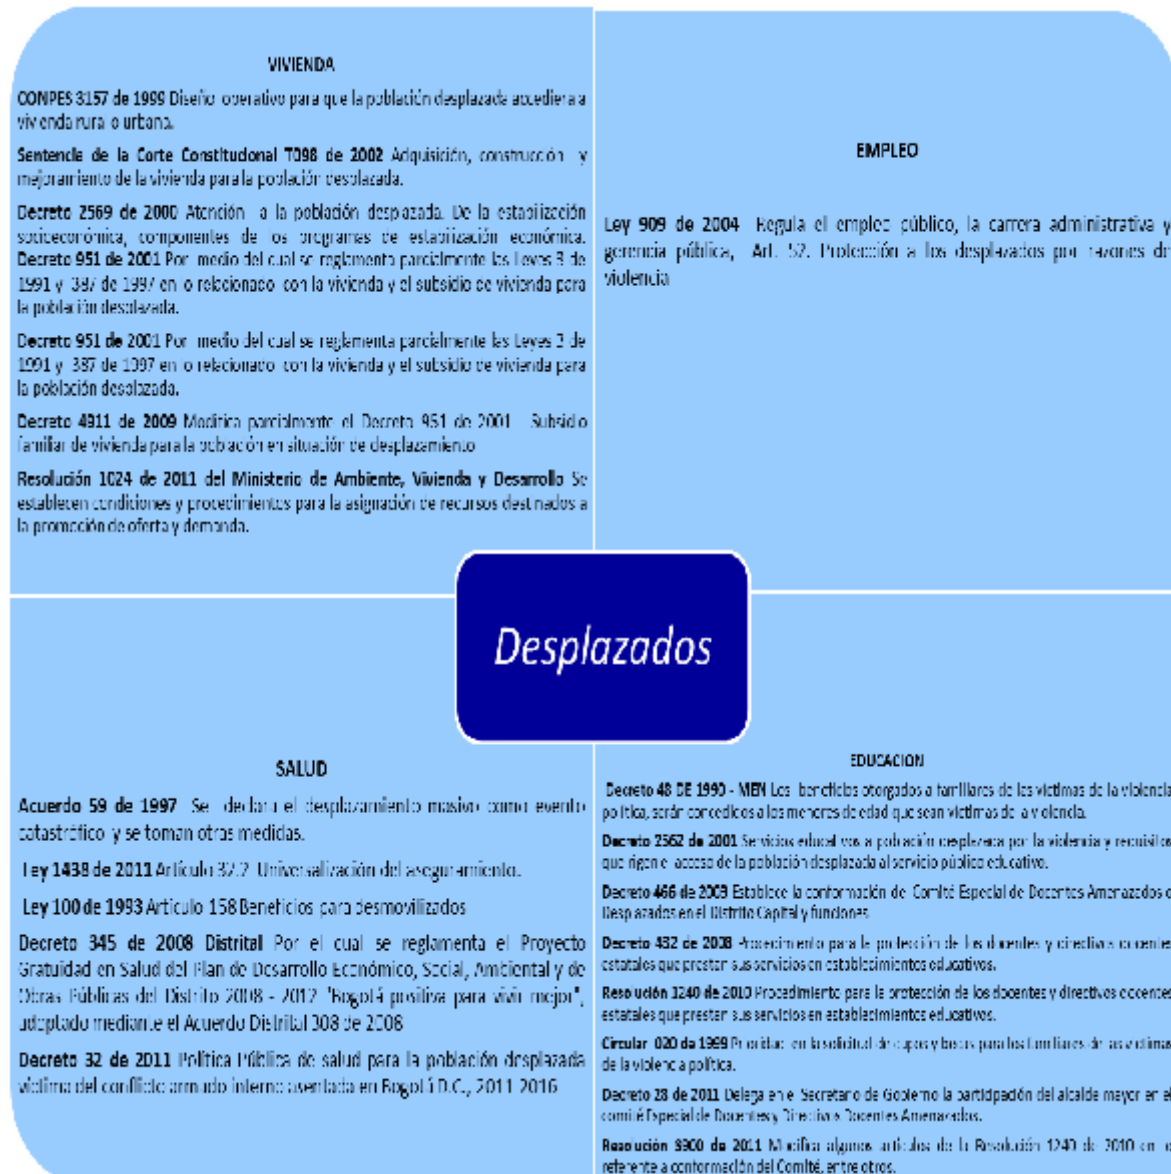 VIVIENDA
CONPES 3157 de 1999 Diseño operativo para que la población desplazada accediera a
vivienda rural o urbana.
Sentencia de la Corte Constitucional T098 de 2002 Adquisición, construcción y
mejoramiento de la vivienda para la población desplazada.
Decreto 2569 de 2000 Atención a la población desplazada. De la estabilización
socioeconómica, componentes de los programas de estabilización económica.
Decreto 951 de 2001 Por medio del cual se reglamenta parcialmente las Leyes 3 de
1991 y 387 de 1997 en lo relacionado con la vivienda y el subsidio de vivienda para
la población desplazada.
Decreto 951 de 2001 Por medio del cual se reglamenta parcialmente las Leyes 3 de
1991 y 387 de 1997 en lo relacionado con la vivienda y el subsidio de vivienda para
la población desplazada.
Decreto 4911 de 2009 Modifica parcialmente el Decreto 951 de 2001 Subsidio
familiar de vivienda para la población en situación de desplazamiento
Resolución 1024 de 2011 del Ministerio de Ambiente, Vivienda y Desarrollo Se
establecen condiciones y procedimientos para la asignación de recursos destinados a
la promoción de oferta y demanda.
EMPLEO
Ley 909 de 2004 Regula el empleo público, la carrera administrativa y
gerencia pública, Art. 52. Protección a los desplazados por razones de
violencia
Desplazados
SALUD
Acuerdo 59 de 1997 Se declara el desplazamiento masivo como evento
catastrófico y se toman otras medidas.
Ley 1438 de 2011 Artículo 32.2 Universalización del aseguramiento.
Ley 100 de 1993 Artículo 158 Beneficios para desmovilizados
Decreto 345 de 2008 Distrital Por el cual se reglamenta el Proyecto
Gratuidad en Salud del Plan de Desarrollo Económico, Social, Ambiental y de
Obras Públicas del Distrito 2008 - 2012 "Bogotá positiva para vivir mejor",
adoptado mediante el Acuerdo Distrital 308 de 2008
Decreto 32 de 2011 Política Pública de salud para la población desplazada
victima del conflicto armado interno asentada en Bogotá D.C., 2011 2016
EDUCACION
Decreto 48 DE 1990 - MEN Los beneficios otorgados a familiares de las víctimas de la violencia
política, serán concedidos a los menores de edad que sean víctimas de la violencia.
Decreto 2562 de 2001 Servicios educativos a población desplazada por la violencia y requisitos
que rigen el acceso de la población desplazada al servicio público educativo.
Decreto 466 de 2003 Establece la conformación del Comité Especial de Docentes Amenazados o
Desplazados en el Distrito Capital y funciones
Decreto 432 de 2008 Procedimiento para la protección de los docentes y directivos docentes
estatales que prestan sus servicios en establecimientos educativos.
Resolución 1240 de 2010 Procedimiento para la protección de los docentes y directivos docentes
estatales que prestan sus servicios en establecimientos educativos.
Circular 020 de 1999 Prioridad en la solicitud de cupos y becas para los familiares de las víctimas
de la violencia política.
Decreto 28 de 2011 Delega en el Secretario de Gobierno la participación del alcalde mayor en el
comité Especial de Docentes y Directivos Docentes Amenazados.
Resolución 3900 de 2011 Modifica algunos artículos de la Resolución 1240 de 2010 en lo
referente a conformación del Comité, entre otros.